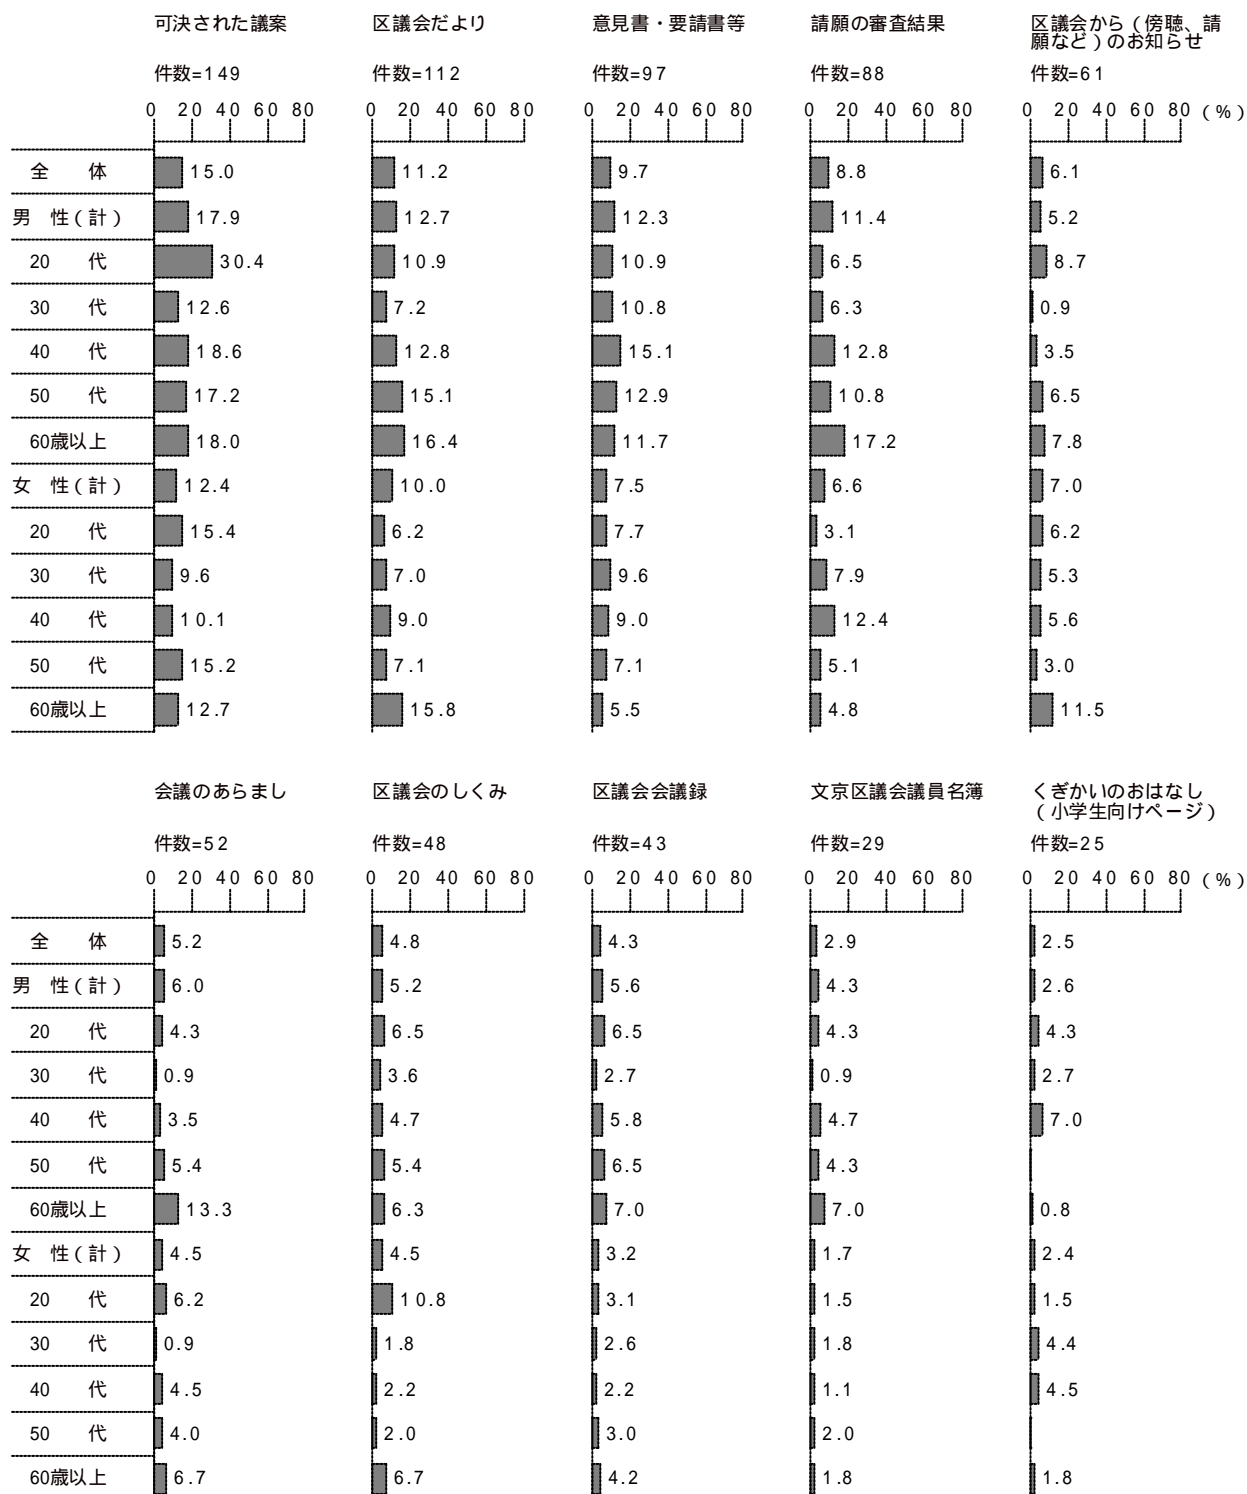 可決された議案 区議会だより 意見書・要請書等 請願の審査結果 区議会から(傍聴、請
願など)のお知らせ
件数=149 件数=112 件数=97 件数=88 件数=61
0 20 40 60 80 0 20 40 60 80 0 20 40 60 80 0 20 40 60 80 0 20 40 60 80 (%)
全 体 15.0 11.2 9.7 8.8 6.1
男 性(計) 17.9 12.7 12.3 11.4 5.2
20 代 30.4 10.9 10.9 6.5 8.7
30 代 12.6 7.2 10.8 6.3 0.9
40 代 18.6 12.8 15.1 12.8 3.5
50 代 17.2 15.1 12.9 10.8 6.5
60歳以上 18.0 16.4 11.7 17.2 7.8
女 性(計) 12.4 10.0 7.5 6.6 7.0
20 代 15.4 6.2 7.7 3.1 6.2
30 代 9.6 7.0 9.6 7.9 5.3
40 代 10.1 9.0 9.0 12.4 5.6
50 代 15.2 7.1 7.1 5.1 3.0
60歳以上 12.7 15.8 5.5 4.8 11.5
会議のあらまし 区議会のしくみ 区議会会議録 文京区議会議員名簿 くぎかいのおはなし
(小学生向けページ)
件数=52 件数=48 件数=43 件数=29 件数=25
0 20 40 60 80 0 20 40 60 80 0 20 40 60 80 0 20 40 60 80 0 20 40 60 80 (%)
全 体 5.2 4.8 4.3 2.9 2.5
男 性(計) 6.0 5.2 5.6 4.3 2.6
20 代 4.3 6.5 6.5 4.3 4.3
30 代 0.9 3.6 2.7 0.9 2.7
40 代 3.5 4.7 5.8 4.7 7.0
50 代 5.4 5.4 6.5 4.3
60歳以上 13.3 6.3 7.0 7.0 0.8
女 性(計) 4.5 4.5 3.2 1.7 2.4
20 代 6.2 10.8 3.1 1.5 1.5
30 代 0.9 1.8 2.6 1.8 4.4
40 代 4.5 2.2 2.2 1.1 4.5
50 代 4.0 2.0 3.0 2.0
60歳以上 6.7 6.7 4.2 1.8 1.8